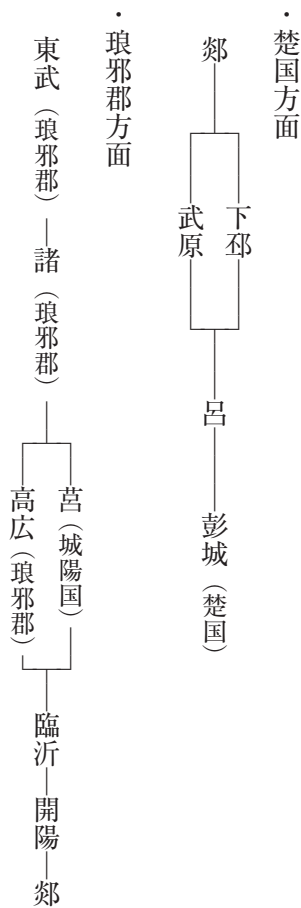 ・楚国方面
郯
下邳
武原
呂
彭城（楚国）
・琅邪郡方面
東武（琅邪郡）
諸（琅邪郡）
莒（城陽国）
高広（琅邪郡）
臨沂
開陽
郯